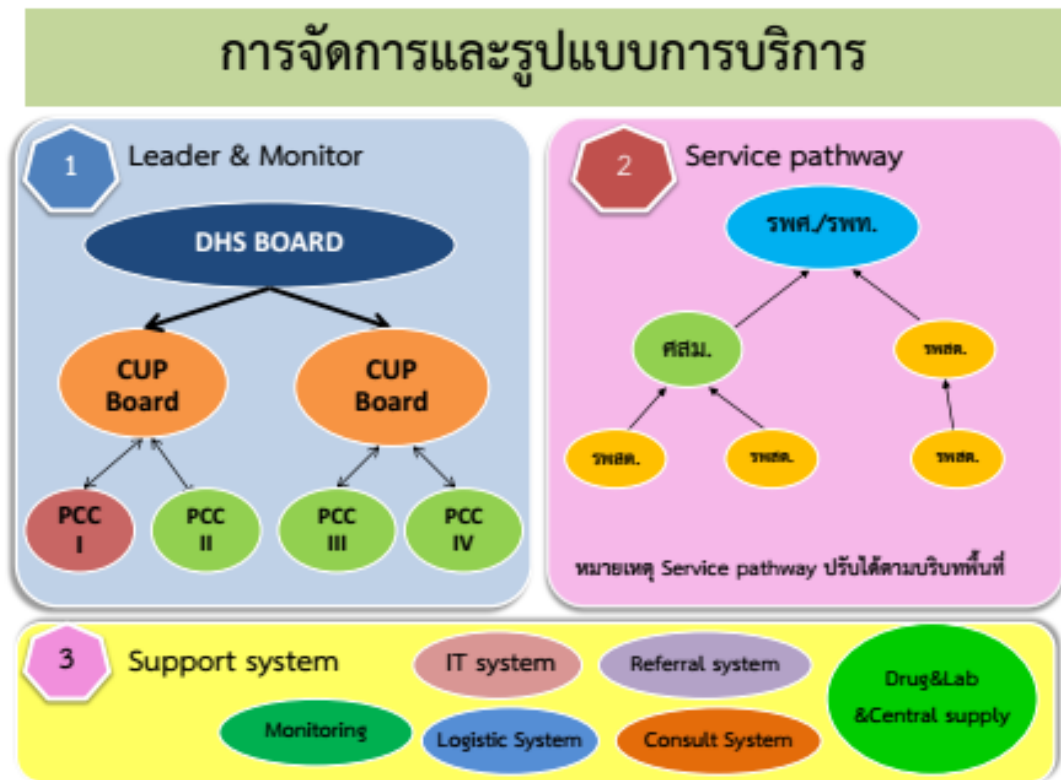 การจัดการและรูปแบบการบริการ
1
Leader & Monitor
DHS BOARD
CUP
Board
CUP
Board
PCC
I
PCC
II
PCC
III
PCC
IV
2
Service pathway
รพศ./รพท.
ศสม.
รพสต.
รพสต.
รพสต.
รพสต.
หมายเหตุ Service pathway ปรับได้ตามบริบทพื้นที่
3
Support system
IT system
Referral system
Drug&Lab
&Central supply
Monitoring
Logistic System
Consult System